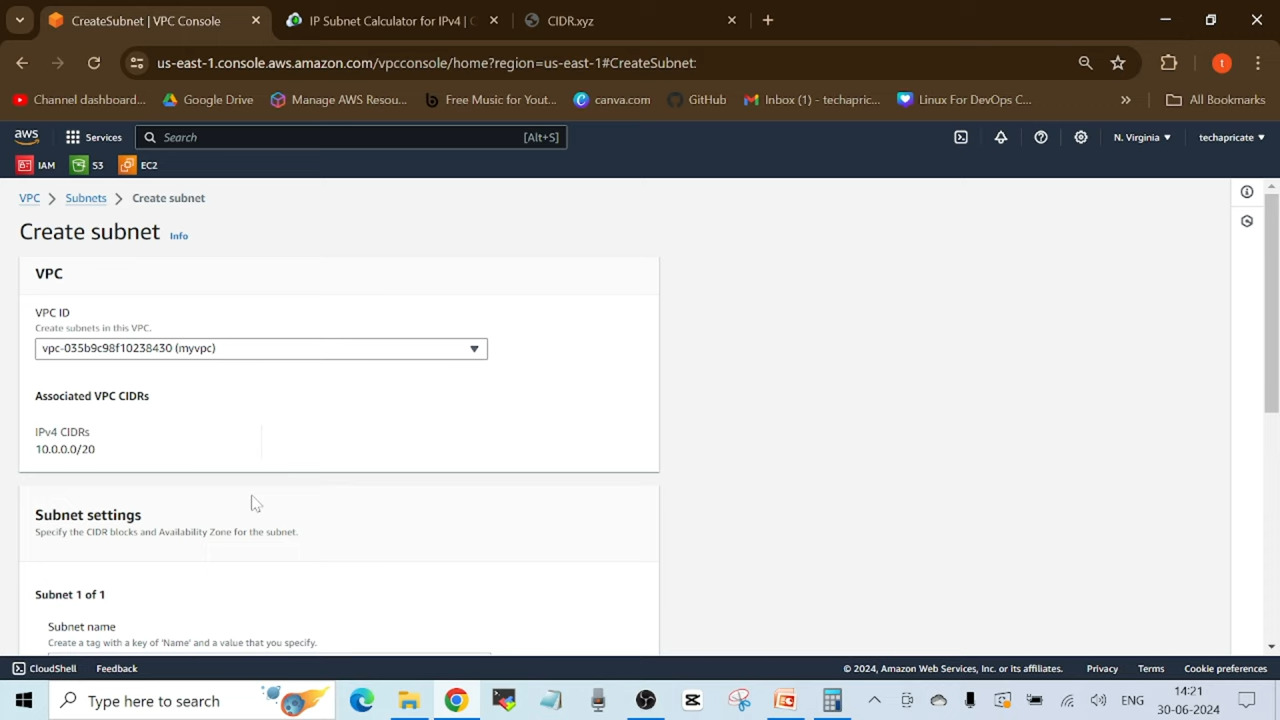 CreateSubnet | VPC Console
IP Subnet Calculator for IPv4 | C
CIDR.xyz
us-east-1.console.aws.amazon.com/vpcconsole/home?region=us-east-1#CreateSubnet:
t
Channel dashboard...
Google Drive
Manage AWS Resou...
Free Music for Yout...
canva.com
GitHub
Inbox (1) - techapric...
Linux For DevOps C...
All Bookmarks
aws
Services
Search
[Alt+S]
N. Virginia
techapricate
IAM
S3
EC2
VPC
Subnets
Create subnet
Create subnet
Info
VPC
VPC ID
Create subnets in this VPC.
vpc-035b9c98f10238430 (myvpc)
Associated VPC CIDRs
IPv4 CIDRs
10.0.0.0/20
Subnet settings
Specify the CIDR blocks and Availability Zone for the subnet.
Subnet 1 of 1
Subnet name
Create a tag with a key of 'Name' and a value that you specify.
CloudShell
Feedback
© 2024, Amazon Web Services, Inc. or its affiliates.
Privacy
Terms
Cookie preferences
Type here to search
ENG
14:21
30-06-2024